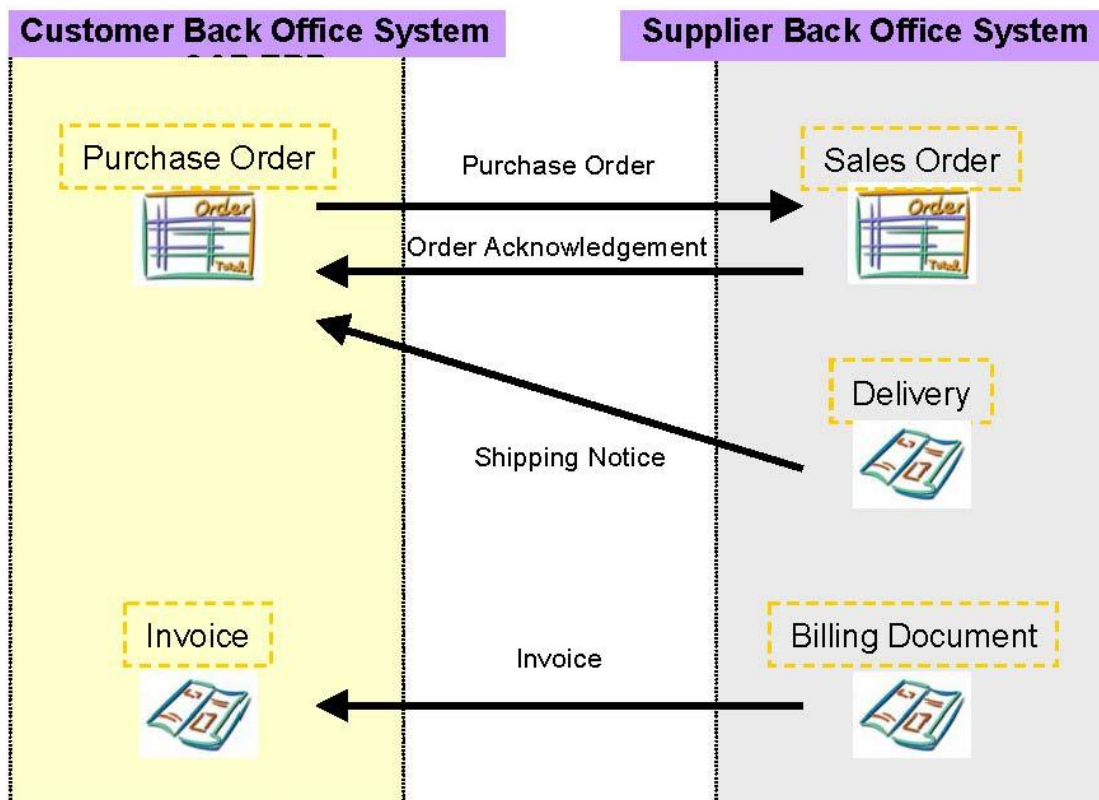 Customer Back Office System
Supplier Back Office System
Purchase Order
Purchase Order
Sales Order
Order
Total
Order
Total
Order Acknowledgement
Delivery
Shipping Notice
Invoice
Invoice
Billing Document